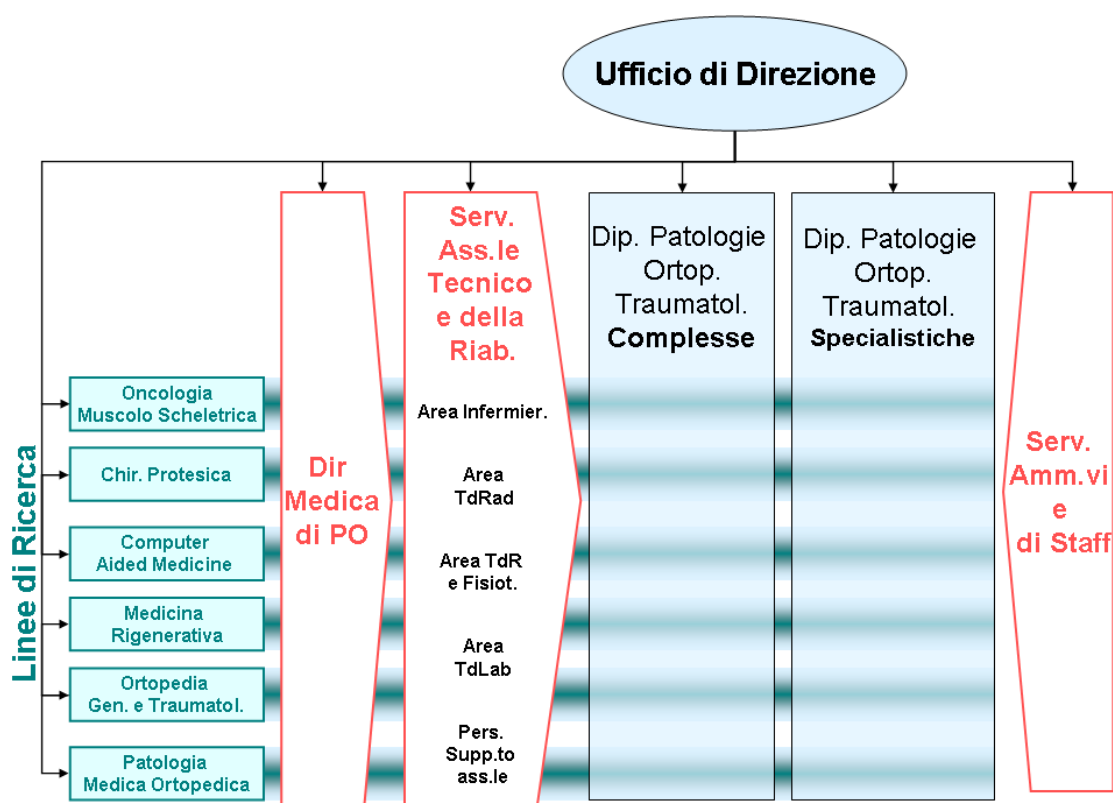 Ufficio di Direzione
Linee di Ricerca
Oncologia
Muscolo Scheletrica
Chir. Protesica
Computer
Aided Medicine
Medicina
Rigenerativa
Ortopedia
Gen. e Traumatol.
Patologia
Medica Ortopedica
Dir
Medica
di PO
Serv.
Ass.le
Tecnico
e della
Riab.
Area Infermier.
Area
TdRad
Area TdR
e Fisiot.
Area
TdLab
Pers.
Supp.to
ass.le
Dip. Patologie
Ortop.
Traumatol.
Complesse
Dip. Patologie
Ortop.
Traumatol.
Specialistiche
Serv.
Amm.vi
e
di Staff